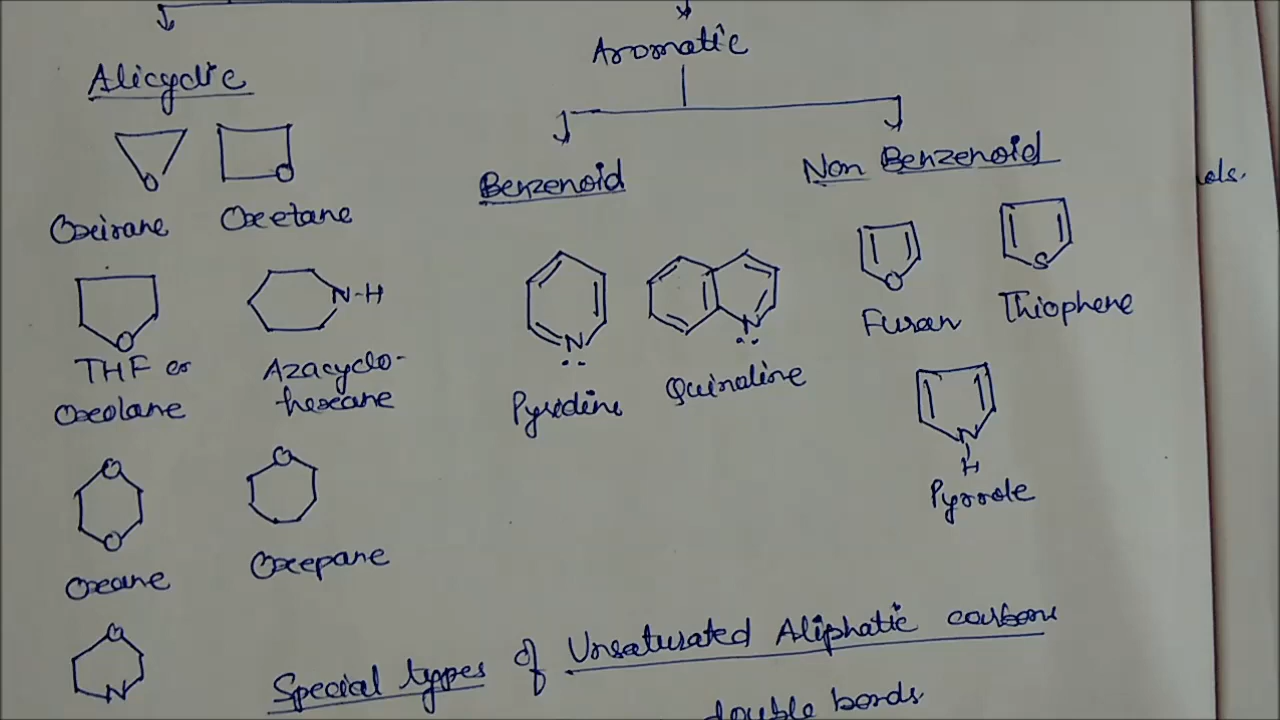 Aromatic
Alicyclic
Benzenoid
Non Benzenoid
ols.
O
O
Oxirane
Oxetane
O
S
Furan
Thiophene
O
N-H
N
N
THF or
Oxolane
Azacyclo-
hexane
Pyridine
Quinoline
N
H
Pyrrole
O
O
O
Oxane
Oxepane
O
N
Special types of Unsaturated Aliphatic carbons
double bonds